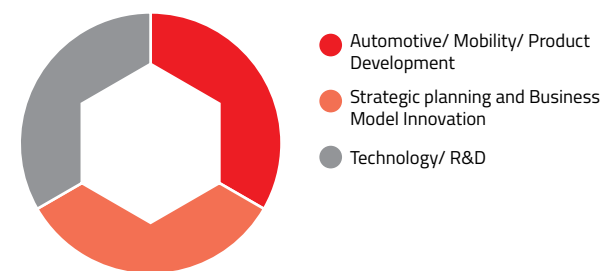 Automotive/ Mobility/ Product
Development
Strategic planning and Business
Model Innovation
Technology/ R&D